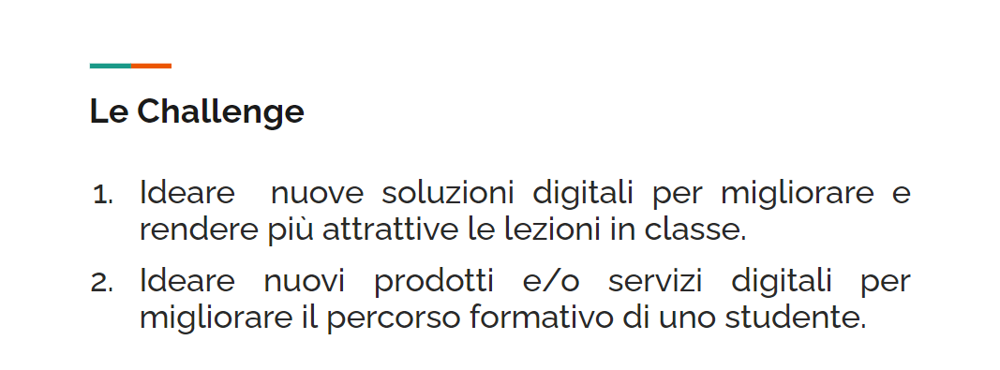 Le Challenge
1. Ideare nuove soluzioni digitali per migliorare e
rendere più attrattive le lezioni in classe.
2. Ideare nuovi prodotti e/o servizi digitali per
migliorare il percorso formativo di uno studente.